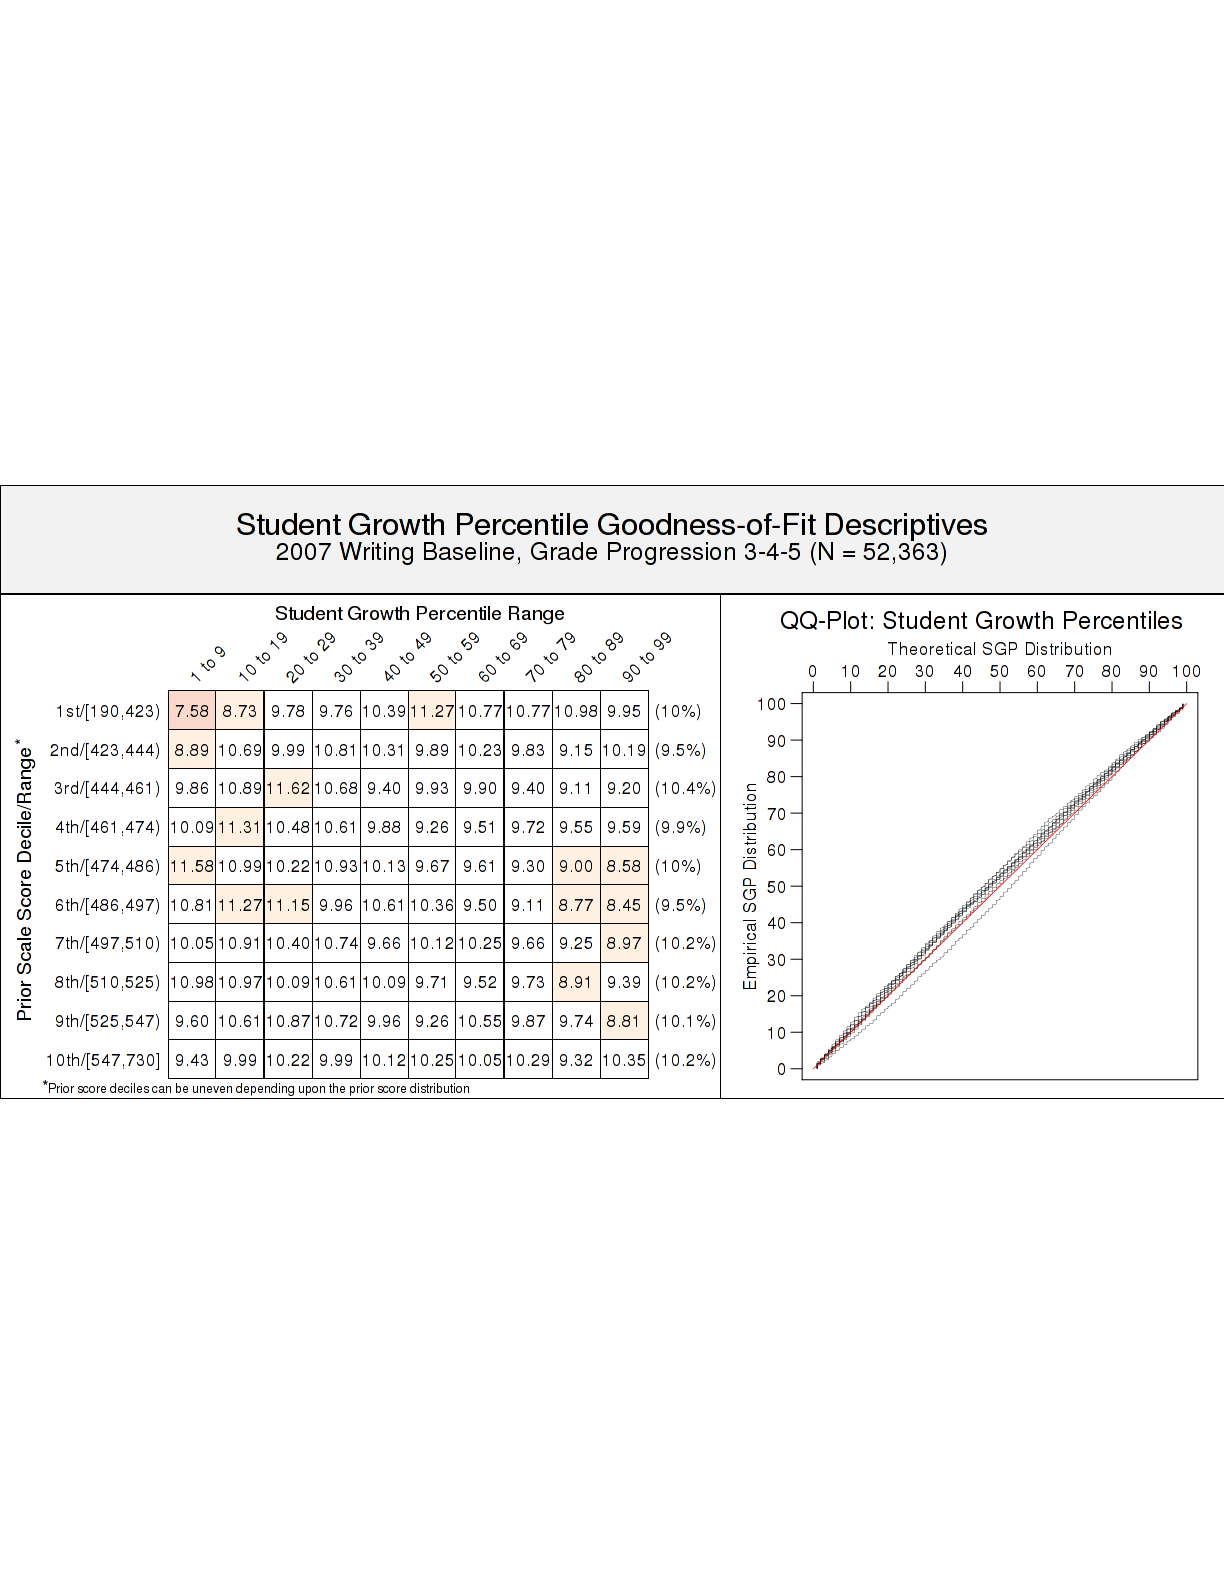 Student Growth Percentile Goodness-of-Fit Descriptives
2007 Writing Baseline, Grade Progression 3-4-5 (N = 52,363)
Student Growth Percentile Range
1 to 9 10 to 19 20 to 29 30 to 39 40 to 49 50 to 59 60 to 69 70 to 79 80 to 89 90 to 99
Prior Scale Score Decile/Range*
1st/[190,423) 7.58 8.73 9.78 9.76 10.39 11.27 10.77 10.77 10.98 9.95 (10%)
2nd/[423,444) 8.89 10.69 9.99 10.81 10.31 9.89 10.23 9.83 9.15 10.19 (9.5%)
3rd/[444,461) 9.86 10.89 11.62 10.68 9.40 9.93 9.90 9.40 9.11 9.20 (10.4%)
4th/[461,474) 10.09 11.31 10.48 10.61 9.88 9.26 9.51 9.72 9.55 9.59 (9.9%)
5th/[474,486) 11.58 10.99 10.22 10.93 10.13 9.67 9.61 9.30 9.00 8.58 (10%)
6th/[486,497) 10.81 11.27 11.15 9.96 10.61 10.36 9.50 9.11 8.77 8.45 (9.5%)
7th/[497,510) 10.05 10.91 10.40 10.74 9.66 10.12 10.25 9.66 9.25 8.97 (10.2%)
8th/[510,525) 10.98 10.97 10.09 10.61 10.09 9.71 9.52 9.73 8.91 9.39 (10.2%)
9th/[525,547) 9.60 10.61 10.87 10.72 9.96 9.26 10.55 9.87 9.74 8.81 (10.1%)
10th/[547,730] 9.43 9.99 10.22 9.99 10.12 10.25 10.05 10.29 9.32 10.35 (10.2%)
*Prior score deciles can be uneven depending upon the prior score distribution
QQ-Plot: Student Growth Percentiles
Theoretical SGP Distribution
0 10 20 30 40 50 60 70 80 90 100
Empirical SGP Distribution
100
90
80
70
60
50
40
30
20
10
0